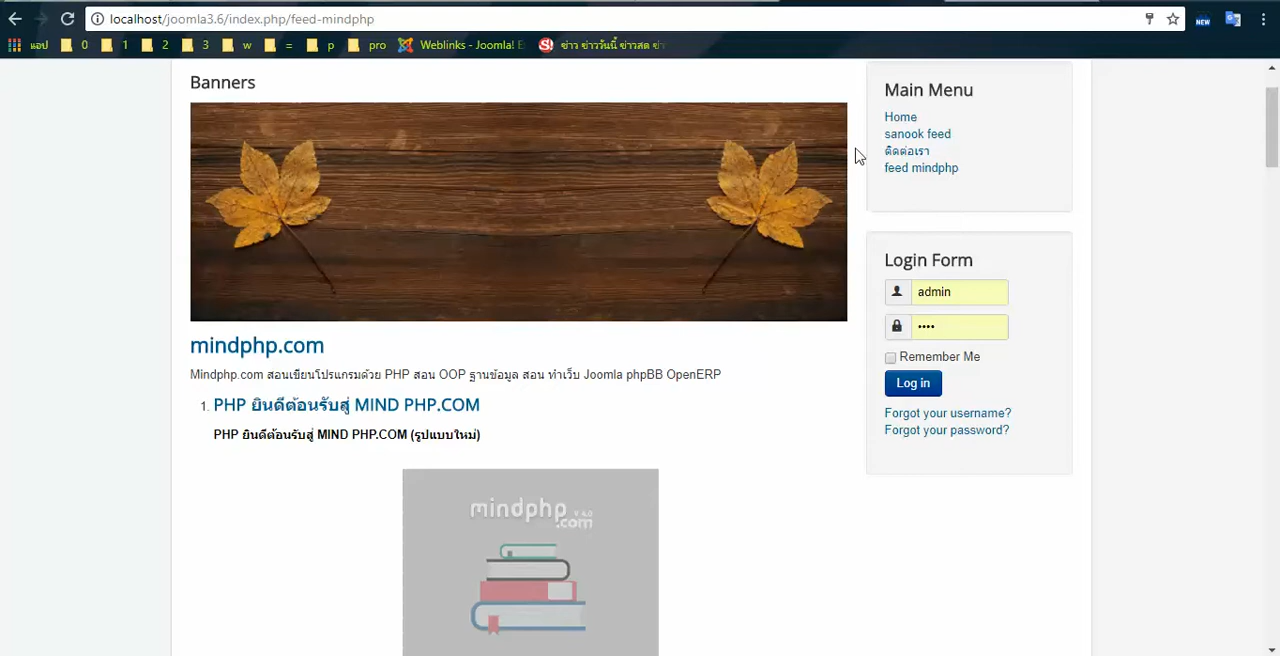 localhost/joomla3.6/index.php/feed-mindphp
NEW
แอป 0 1 2 3 w = p pro Weblinks - Joomla! E ข่าว ข่าววันนี้ ข่าวสด ข่า
Banners
mindphp.com
Mindphp.com สอนเขียนโปรแกรมด้วย PHP สอน OOP ฐานข้อมูล สอน ทำเว็บ Joomla phpBB OpenERP
1. PHP ยินดีต้อนรับสู่ MIND PHP.COM
PHP ยินดีต้อนรับสู่ MIND PHP.COM (รูปแบบใหม่)
mindphp V 4.0
.com
Main Menu
Home
sanook feed
ติดต่อเรา
feed mindphp
Login Form
admin
••••
Remember Me
Log in
Forgot your username?
Forgot your password?